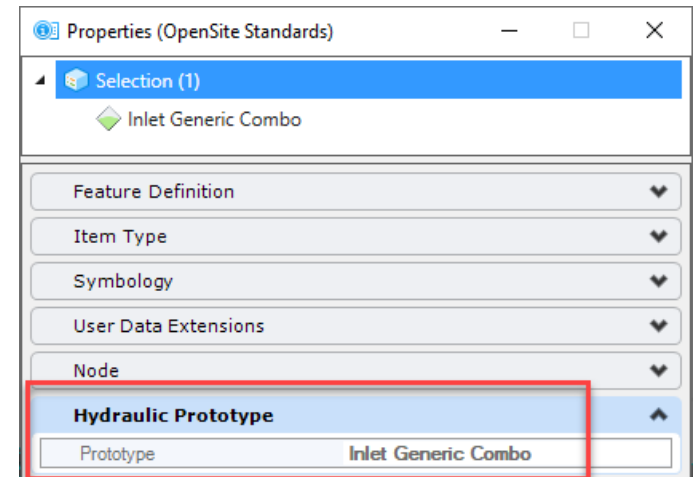 Properties (OpenSite Standards)
Selection (1)
Inlet Generic Combo
Feature Definition
Item Type
Symbology
User Data Extensions
Node
Hydraulic Prototype
Prototype Inlet Generic Combo